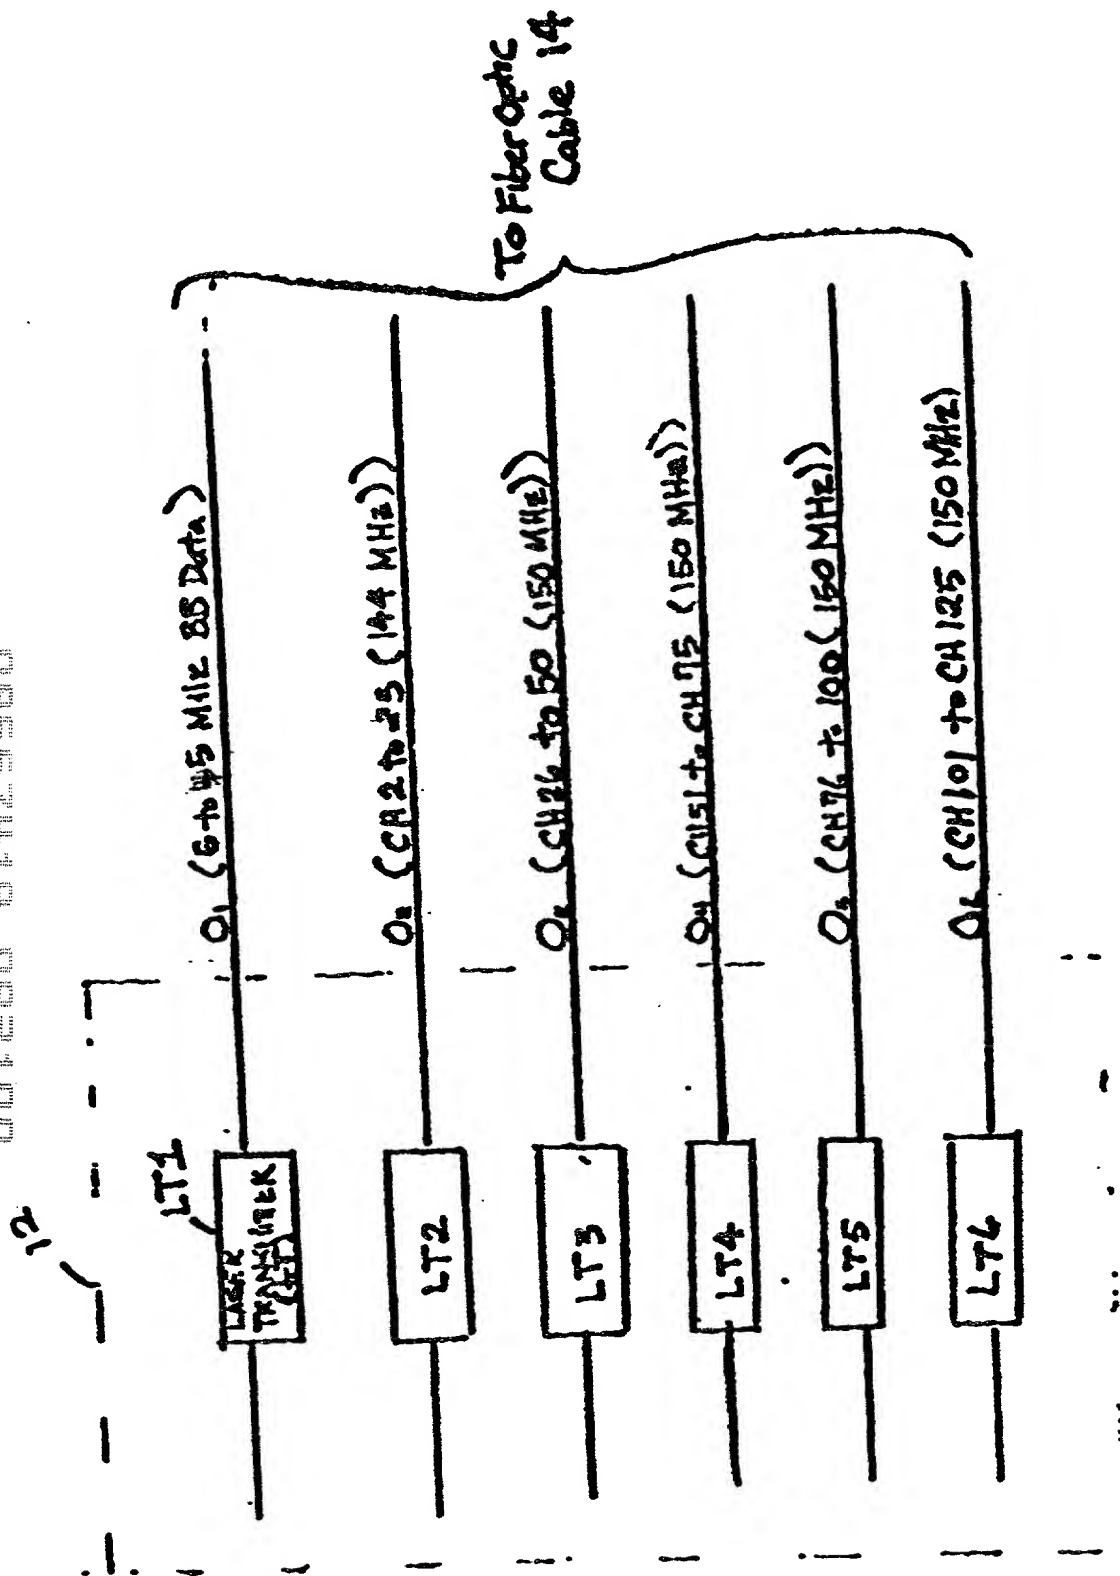 12
LT1
LASER
TRANSMITTER
O₁ (6 to 45 MHz BB Data)
LT2
O₂ (CH2 to 25 (144 MHz))
LT3
(CH26 to 50 (150 MHz))
LT4
O₄ (CH51 to CH75 (150 MHz))
LT5
O₅ (CH76 to 100 (150 MHz))
LT6
O₆ (CH101 to CH125 (150 MHz)
To Fiber Optic
Cable 14